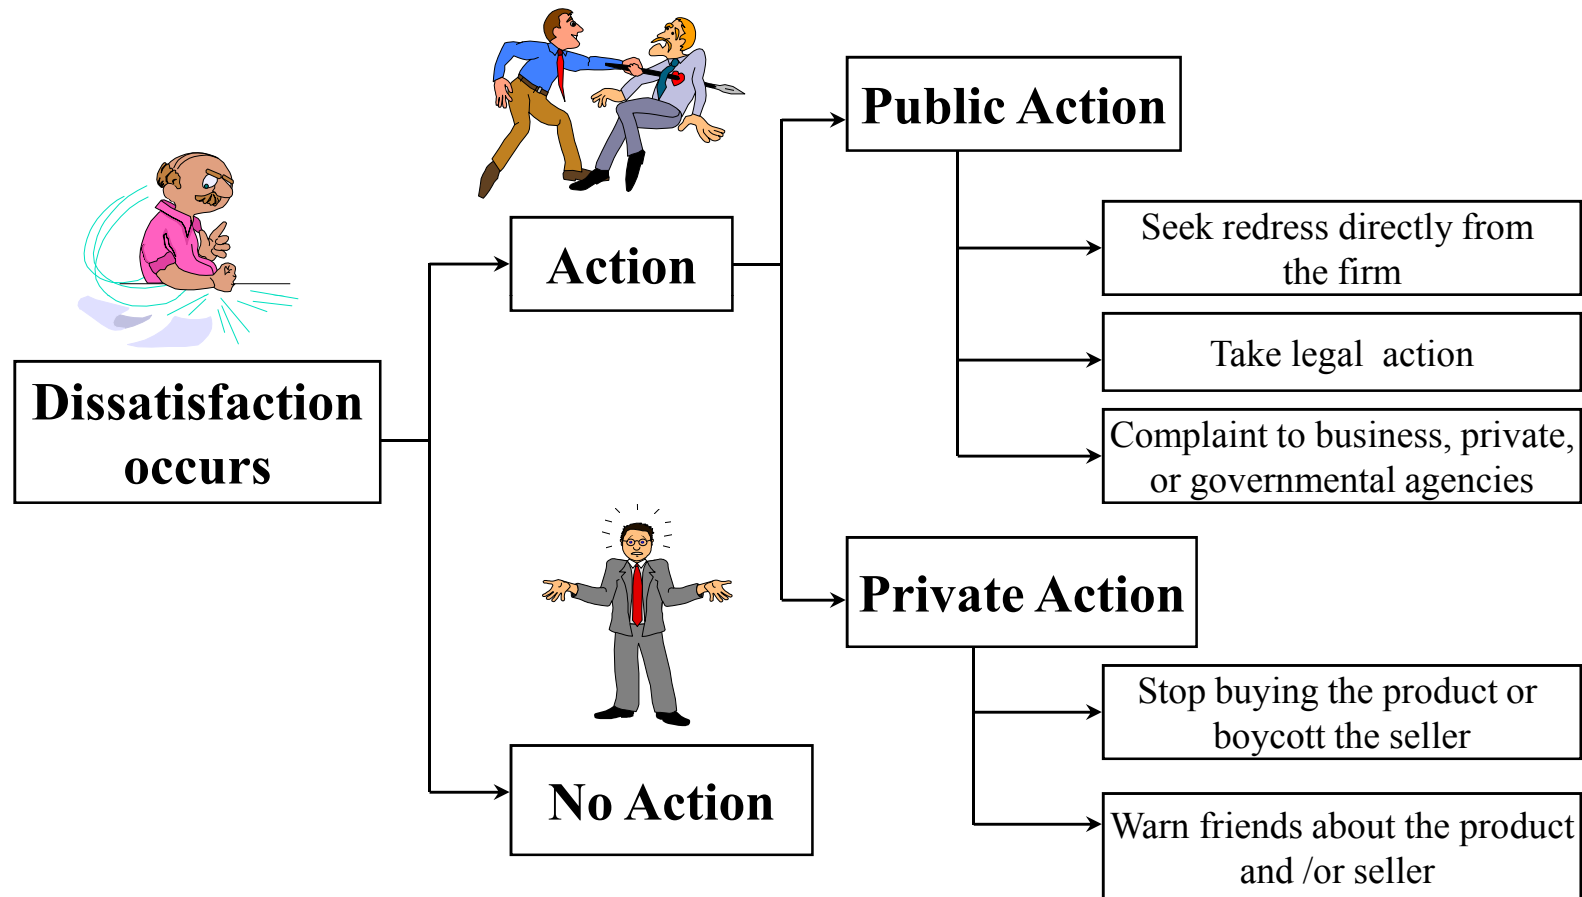 Dissatisfaction
occurs
Action
No Action
Public Action
Seek redress directly from
the firm
Take legal  action
Complaint to business, private,
or governmental agencies
Private Action
Stop buying the product or
boycott the seller
Warn friends about the product
and /or seller